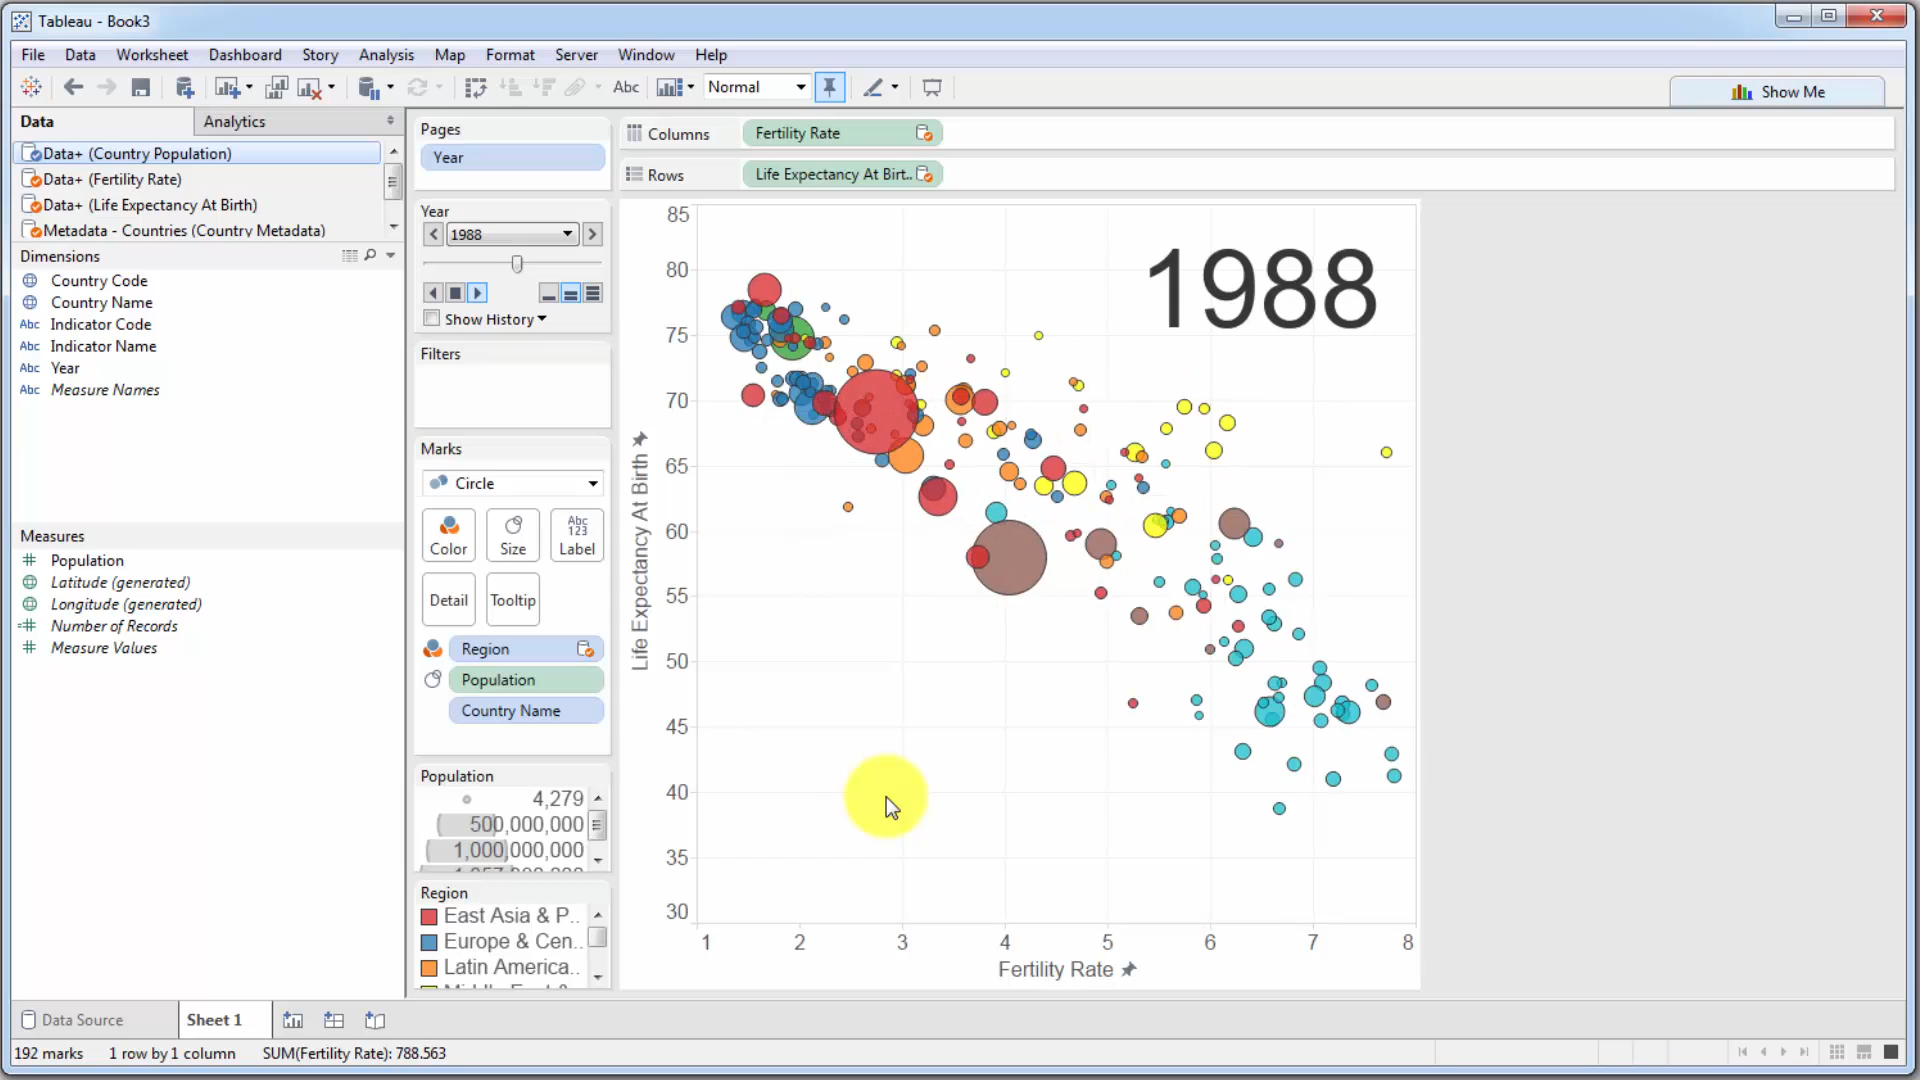 Tableau - Book3
File Data Worksheet Dashboard Story Analysis Map Format Server Window Help
Abc Normal Show Me
Data Analytics
Data+ (Country Population)
Data+ (Fertility Rate)
Data+ (Life Expectancy At Birth)
Metadata - Countries (Country Metadata)
Dimensions
Country Code
Country Name
Abc Indicator Code
Abc Indicator Name
Abc Year
Abc Measure Names
Measures
Population
Latitude (generated)
Longitude (generated)
Number of Records
Measure Values
Pages
Year
Year
1988
Show History
Filters
Marks
Circle
Color
Size
Abc
123
Label
Detail
Tooltip
Region
Population
Country Name
Population
4,279
500,000,000
1,000,000,000
Region
East Asia & P..
Europe & Cen..
Latin America..
Columns Fertility Rate
Rows Life Expectancy At Birt..
1988
85
80
75
70
65
60
55
50
45
40
35
30
Life Expectancy At Birth
1 2 3 4 5 6 7 8
Fertility Rate
Data Source Sheet 1
192 marks 1 row by 1 column SUM(Fertility Rate): 788.563